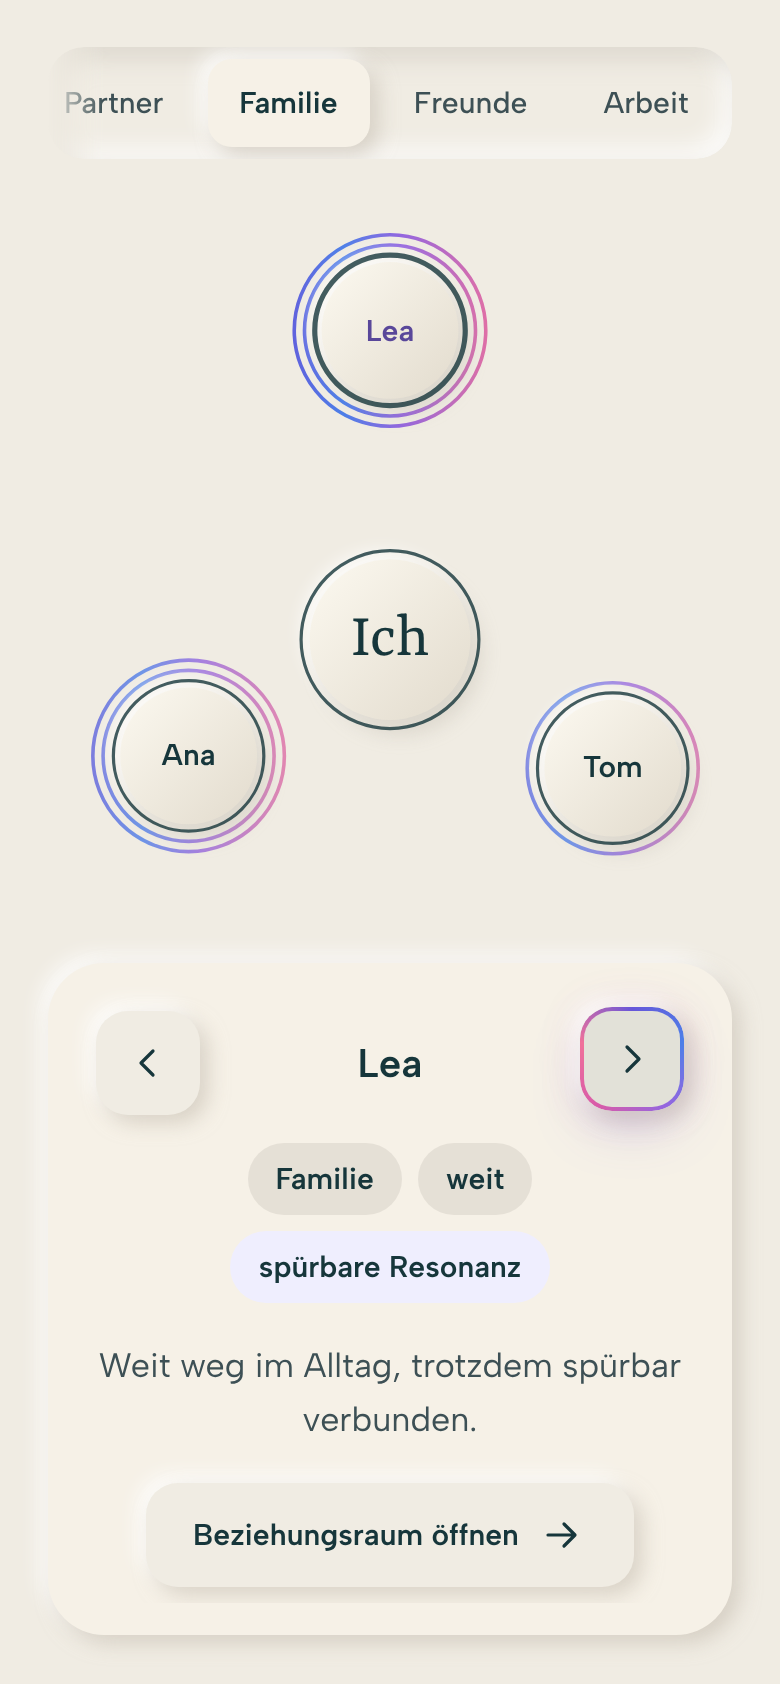 Partner Familie Freunde Arbeit
Lea
Ich
Ana
Tom
Lea
Familie weit
spürbare Resonanz
Weit weg im Alltag, trotzdem spürbar
verbunden.
Beziehungsraum öffnen